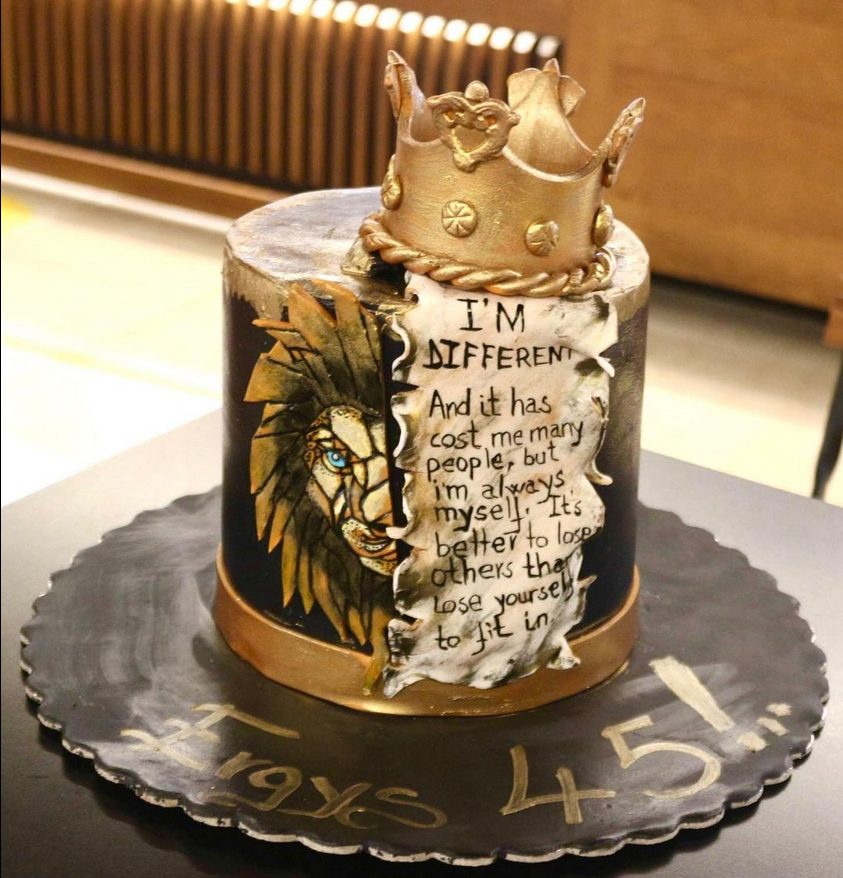 I'M
DIFFERENT
And it has
cost me many
people, but
i'm always
myself. It's
better to lose
others than
Lose yourself
to fit in.
45!...